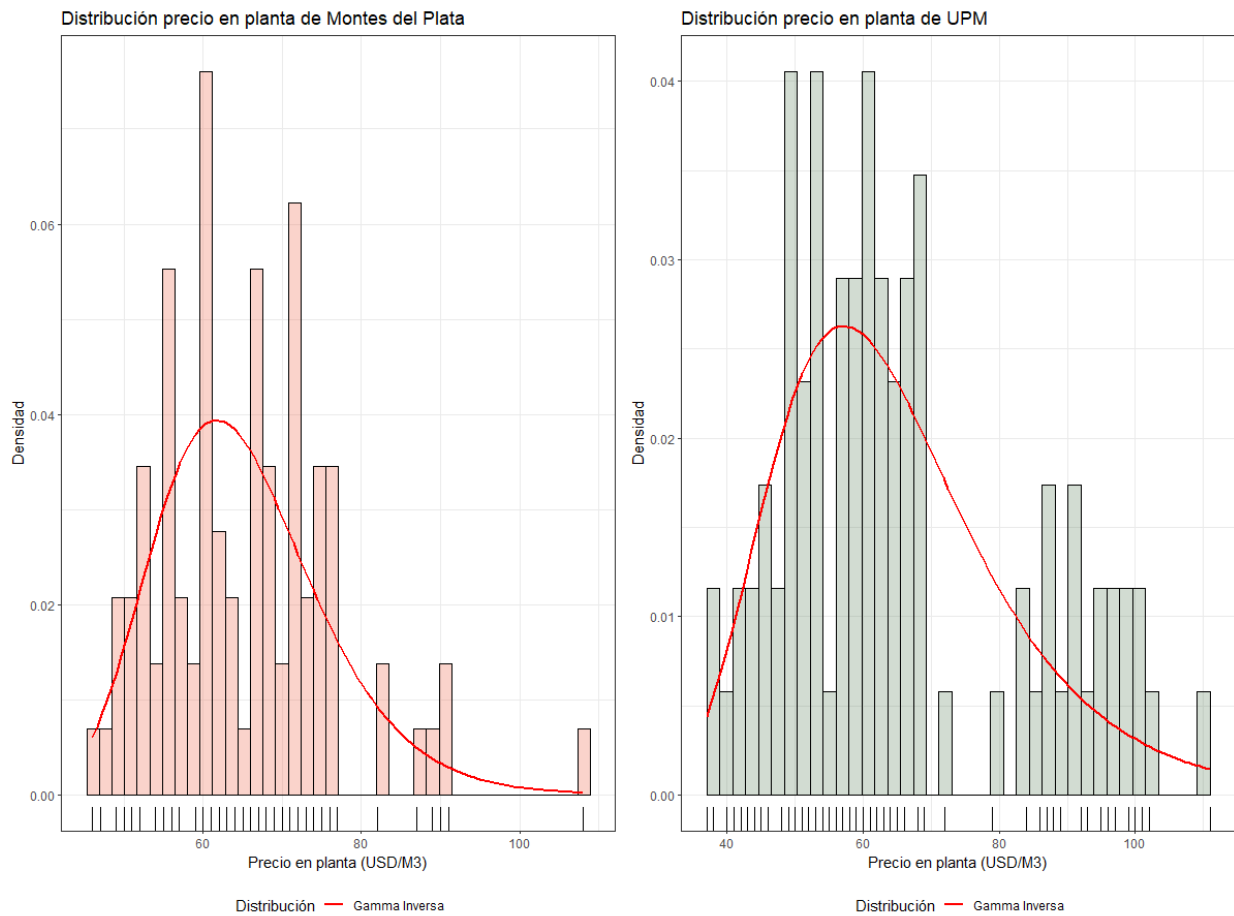 Distribución precio en planta de Montes del Plata
Densidad
0.06
0.04
0.02
0.00
60
80
100
Precio en planta (USD/M3)
Distribución
Gamma Inversa
Distribución precio en planta de UPM
Densidad
0.04
0.03
0.02
0.01
0.00
40
60
80
100
Precio en planta (USD/M3)
Distribución
Gamma Inversa